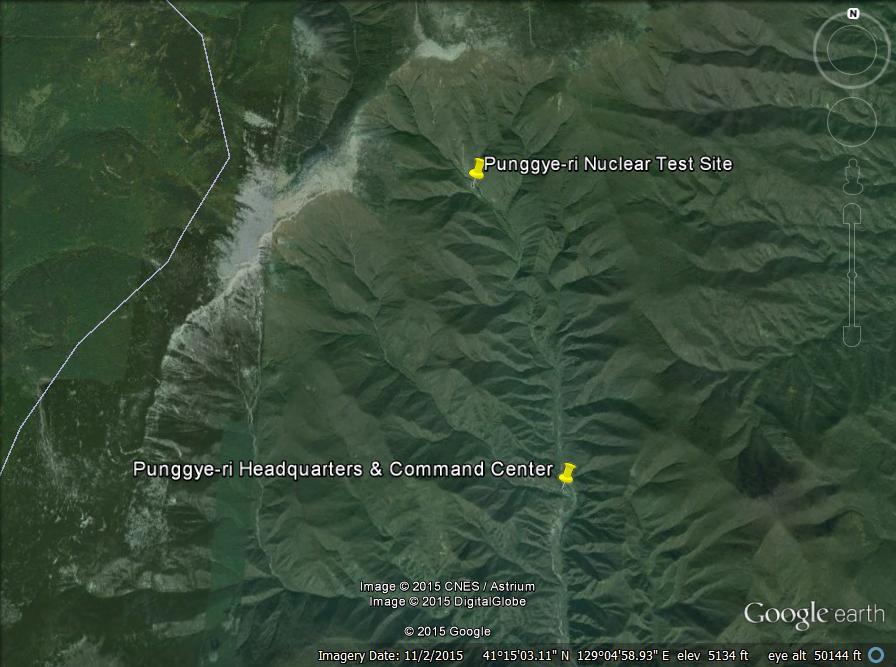 N
Punggye-ri Nuclear Test Site
Punggye-ri Headquarters & Command Center
Image © 2015 CNES / Astrium
Image © 2015 DigitalGlobe
© 2015 Google
Google earth
Imagery Date: 11/2/2015 41°15'03.11" N 129°04'58.93" E elev 5134 ft eye alt 50144 ft